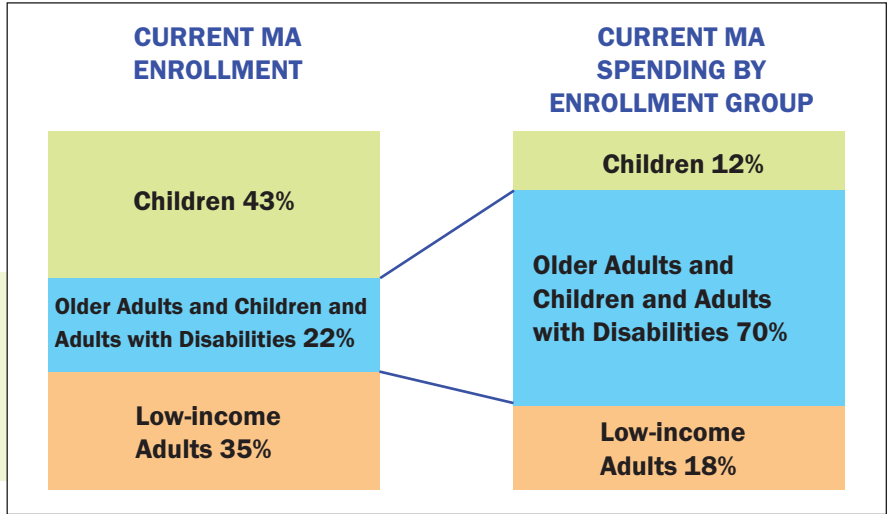 CURRENT MA
ENROLLMENT
Children 43%
Older Adults and Children and
Adults with Disabilities 22%
Low-income
Adults 35%
CURRENT MA
SPENDING BY
ENROLLMENT GROUP
Children 12%
Older Adults and
Children and Adults
with Disabilities 70%
Low-income
Adults 18%